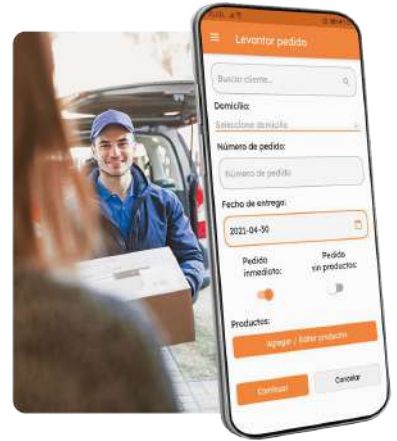 Levantar pedido
Buscar cliente...
Domicilio:
Seleccione domicilio
Número de pedido:
Número de pedido
Fecha de entrega:
2021-04-30
Pedido inmediato:
Pedido sin productos:
Productos:
Agregar / Editar productos
Continuar
Cancelar